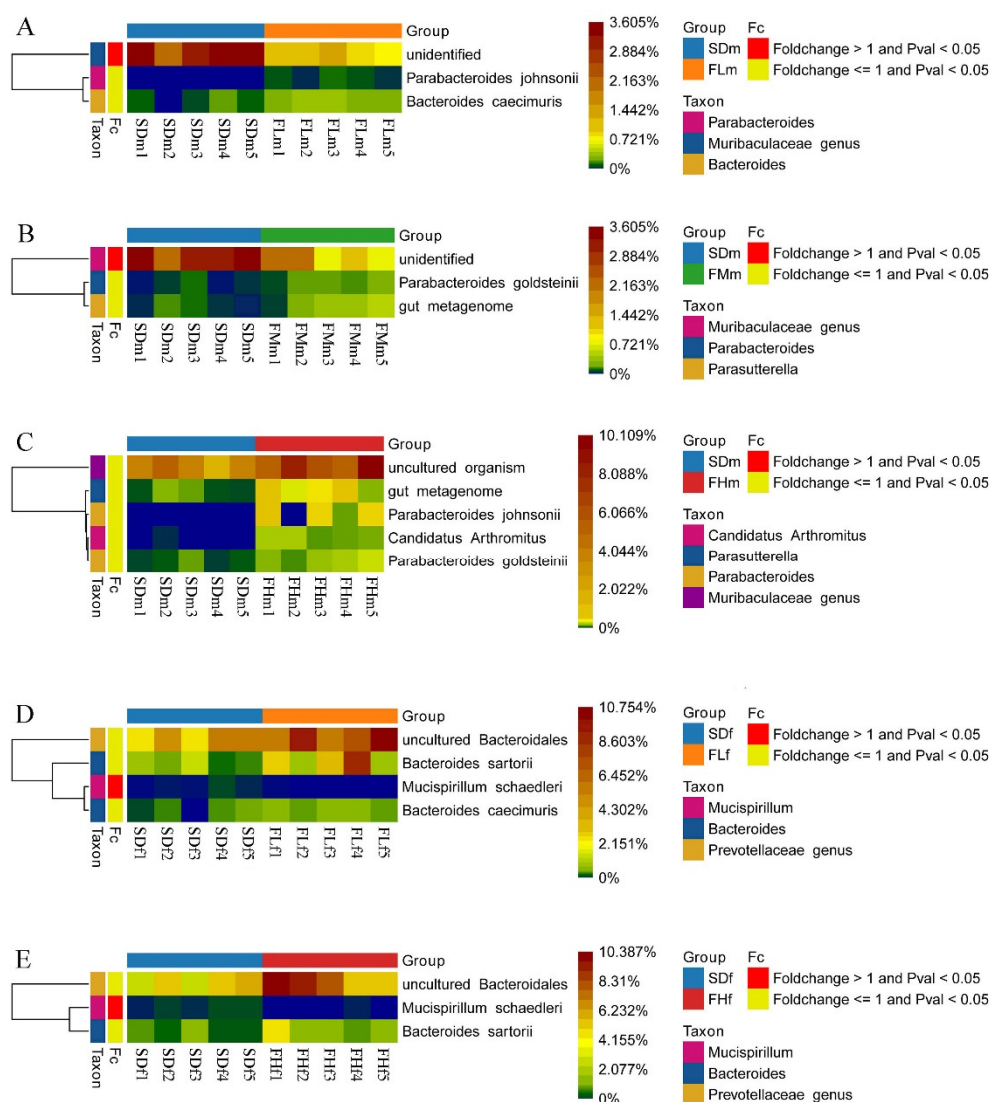 A
Group
unidentified
Parabacteroides johnsonii
Bacteroides caecimuris
Taxon
Fc
SDm1
SDm2
SDm3
SDm4
SDm5
FLm1
FLm2
FLm3
FLm4
FLm5
3.605%
2.884%
2.163%
1.442%
0.721%
0%
Group Fc
SDm Foldchange > 1 and Pval < 0.05
FLm Foldchange <= 1 and Pval < 0.05
Taxon
Parabacteroides
Muribaculaceae genus
Bacteroides
B
Group
unidentified
Parabacteroides goldsteinii
gut metagenome
Taxon
Fc
SDm1
SDm2
SDm3
SDm4
SDm5
FMm1
FMm2
FMm3
FMm4
FMm5
3.605%
2.884%
2.163%
1.442%
0.721%
0%
Group Fc
SDm Foldchange > 1 and Pval < 0.05
FMm Foldchange <= 1 and Pval < 0.05
Taxon
Muribaculaceae genus
Parabacteroides
Parasutterella
C
Group
uncultured organism
gut metagenome
Parabacteroides johnsonii
Candidatus Arthromitus
Parabacteroides goldsteinii
Taxon
Fc
SDm1
SDm2
SDm3
SDm4
SDm5
FHm1
FHm2
FHm3
FHm4
FHm5
10.109%
8.088%
6.066%
4.044%
2.022%
0%
Group Fc
SDm Foldchange > 1 and Pval < 0.05
FHm Foldchange <= 1 and Pval < 0.05
Taxon
Candidatus Arthromitus
Parasutterella
Parabacteroides
Muribaculaceae genus
D
Group
uncultured Bacteroidales
Bacteroides sartorii
Mucispirillum schaedleri
Bacteroides caecimuris
Taxon
Fc
SDf1
SDf2
SDf3
SDf4
SDf5
FLf1
FLf2
FLf3
FLf4
FLf5
10.754%
8.603%
6.452%
4.302%
2.151%
0%
Group Fc
SDf Foldchange > 1 and Pval < 0.05
FLf Foldchange <= 1 and Pval < 0.05
Taxon
Mucispirillum
Bacteroides
Prevotellaceae genus
E
Group
uncultured Bacteroidales
Mucispirillum schaedleri
Bacteroides sartorii
Taxon
Fc
SDf1
SDf2
SDf3
SDf4
SDf5
FHf1
FHf2
FHf3
FHf4
FHf5
10.387%
8.31%
6.232%
4.155%
2.077%
0%
Group Fc
SDf Foldchange > 1 and Pval < 0.05
FHf Foldchange <= 1 and Pval < 0.05
Taxon
Mucispirillum
Bacteroides
Prevotellaceae genus